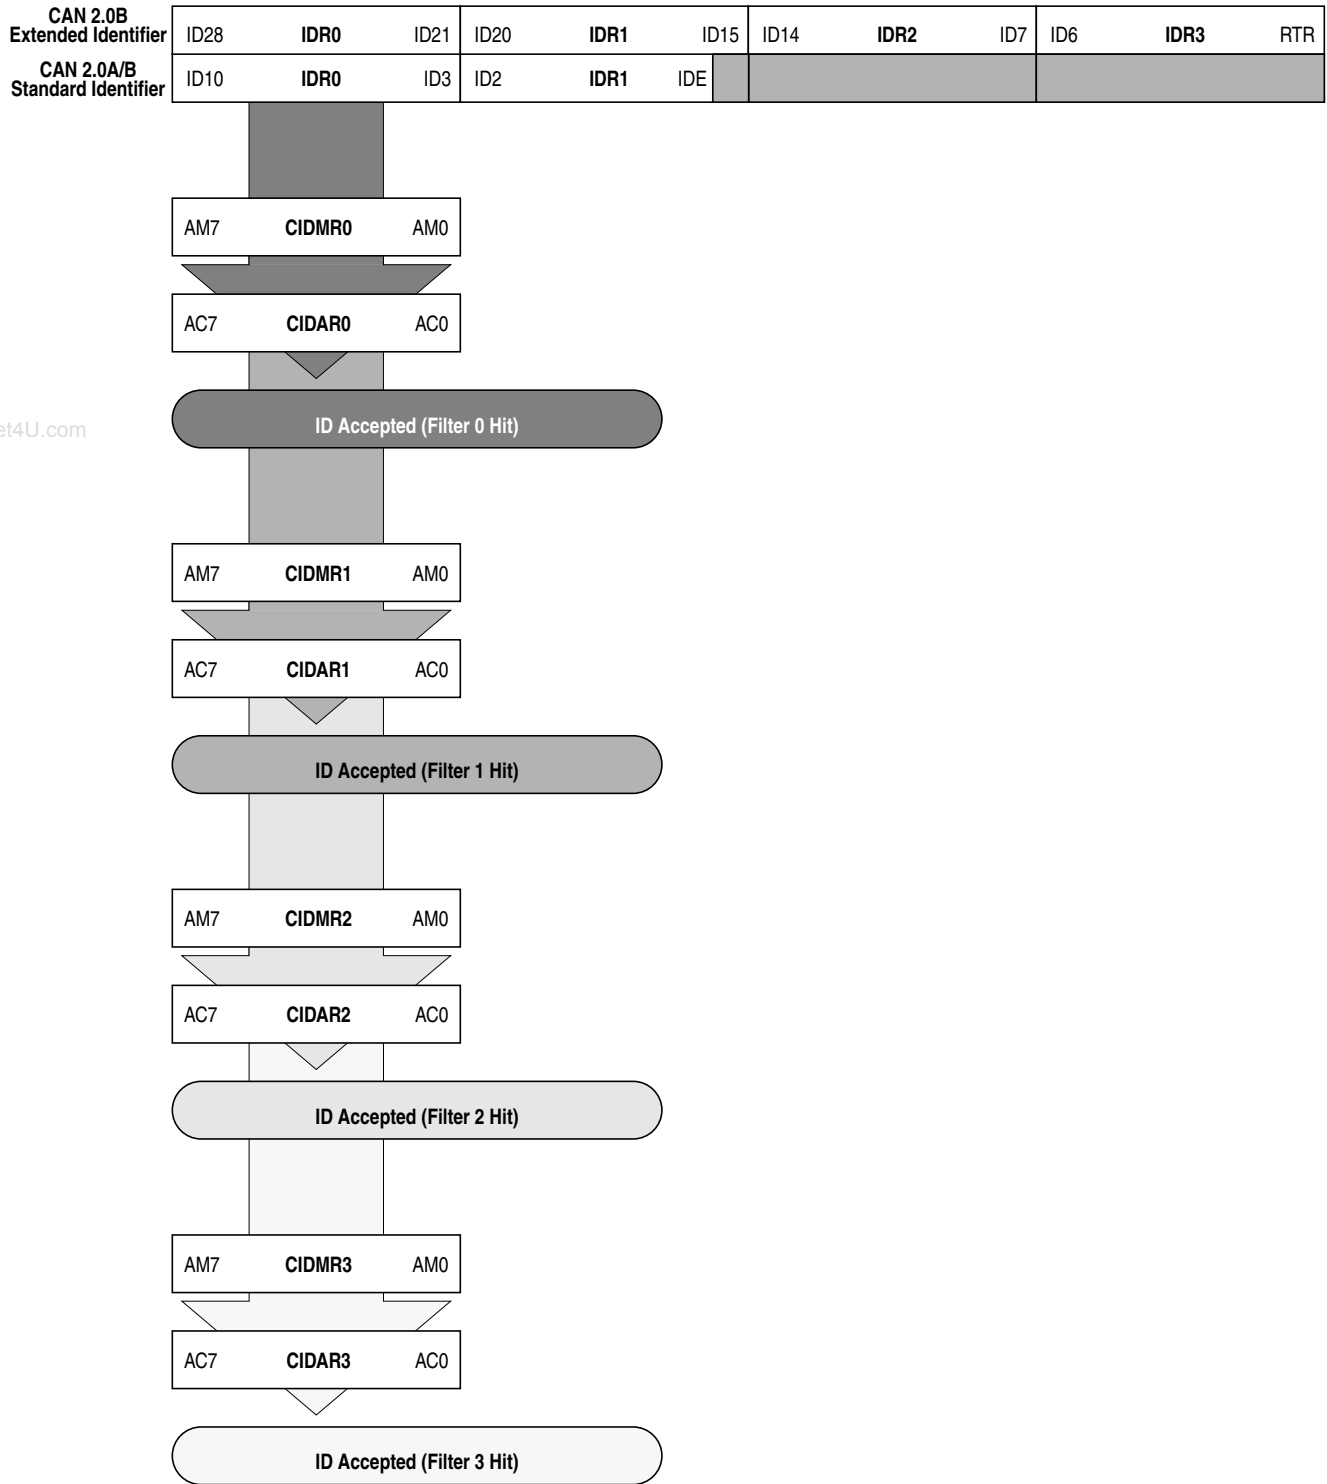 CAN 2.0B
Extended Identifier
ID28 IDR0 ID21 ID20 IDR1 ID15 ID14 IDR2 ID7 ID6 IDR3 RTR
CAN 2.0A/B
Standard Identifier
ID10 IDR0 ID3 ID2 IDR1 IDE
AM7 CIDMR0 AM0
AC7 CIDAR0 AC0
et4U.com
ID Accepted (Filter 0 Hit)
AM7 CIDMR1 AM0
AC7 CIDAR1 AC0
ID Accepted (Filter 1 Hit)
AM7 CIDMR2 AM0
AC7 CIDAR2 AC0
ID Accepted (Filter 2 Hit)
AM7 CIDMR3 AM0
AC7 CIDAR3 AC0
ID Accepted (Filter 3 Hit)